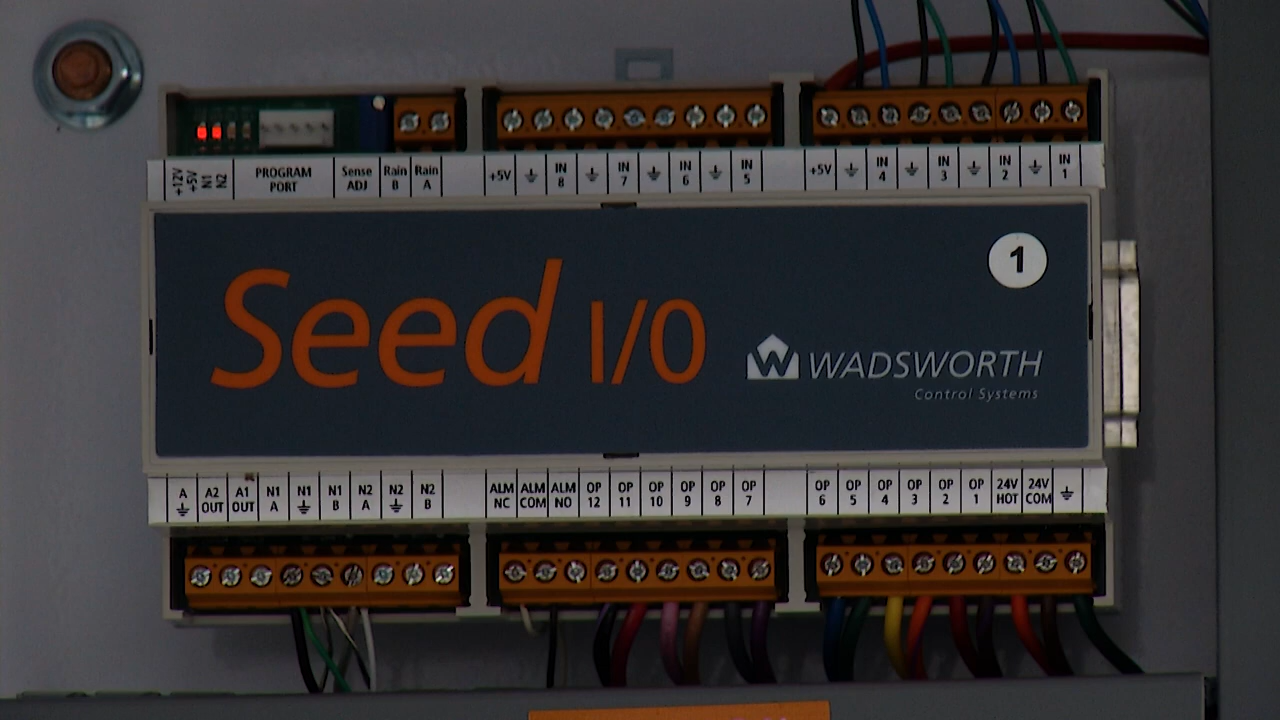 +12V
+5V
N1
N2
PROGRAM
PORT
Sense
ADJ
Rain
B
Rain
A
+5V
IN
8
IN
7
IN
6
IN
5
+5V
IN
4
IN
3
IN
2
IN
1
1
Seed I/O
WADSWORTH
Control Systems
A
A2
OUT
A1
OUT
N1
A
N1
N1
B
N2
A
N2
N2
B
ALM
NC
ALM
COM
ALM
NO
OP
12
OP
11
OP
10
OP
9
OP
8
OP
7
OP
6
OP
5
OP
4
OP
3
OP
2
OP
1
24V
HOT
24V
COM